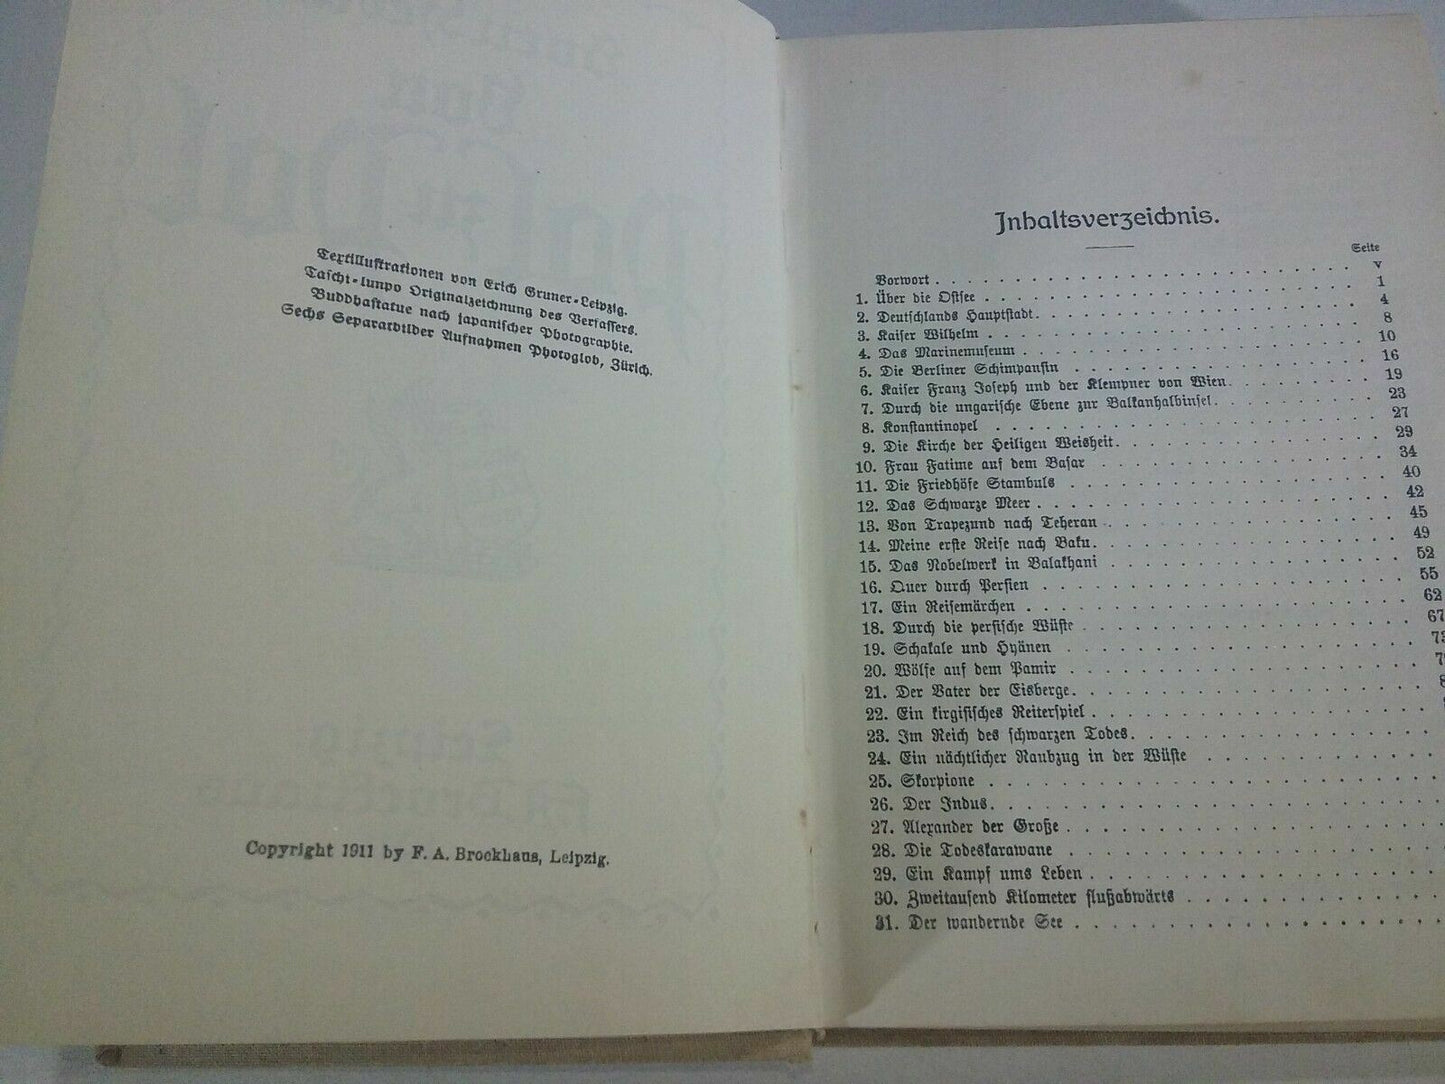 Textillustrationen von Erich Gruner-Leipzig.
Taschi-lunpo Originalzeichnung des Verfassers.
Buddhastatue nach japanischer Photographie.
Sechs Separatbilder Aufnahmen Photoglob, Zürich.
Copyright 1911 by F. A. Brockhaus, Leipzig.
Inhaltsverzeichnis.
Seite
Vorwort . . . . . V
1. Über die Ostsee . . . . . 1
2. Deutschlands Hauptstadt . . . . . 4
3. Kaiser Wilhelm . . . . . 8
4. Das Marinemuseum . . . . . 10
5. Die Berliner Schimpansin . . . . . 16
6. Kaiser Franz Joseph und der Klempner von Wien . . . . . 19
7. Durch die ungarische Ebene zur Balkanhalbinsel . . . . . 23
8. Konstantinopel . . . . . 27
9. Die Kirche der Heiligen Weisheit . . . . . 29
10. Frau Fatime auf dem Basar . . . . . 34
11. Die Friedhöfe Stambuls . . . . . 40
12. Das Schwarze Meer . . . . . 42
13. Von Trapezund nach Teheran . . . . . 45
14. Meine erste Reise nach Baku . . . . . 49
15. Das Nobelwerk in Balakhani . . . . . 52
16. Quer durch Persien . . . . . 55
17. Ein Reisemärchen . . . . . 62
18. Durch die persische Wüste . . . . . 67
19. Schakale und Hyänen . . . . .
20. Wölfe auf dem Pamir . . . . .
21. Der Vater der Eisberge . . . . .
22. Ein kirgisisches Reiterspiel . . . . .
23. Im Reich des schwarzen Todes . . . . .
24. Ein nächtlicher Raubzug in der Wüste . . . . .
25. Skorpione . . . . .
26. Der Indus . . . . .
27. Alexander der Große . . . . .
28. Die Todeskarawane . . . . .
29. Ein Kampf ums Leben . . . . .
30. Zweitausend Kilometer flußabwärts . . . . .
31. Der wandernde See . . . . .